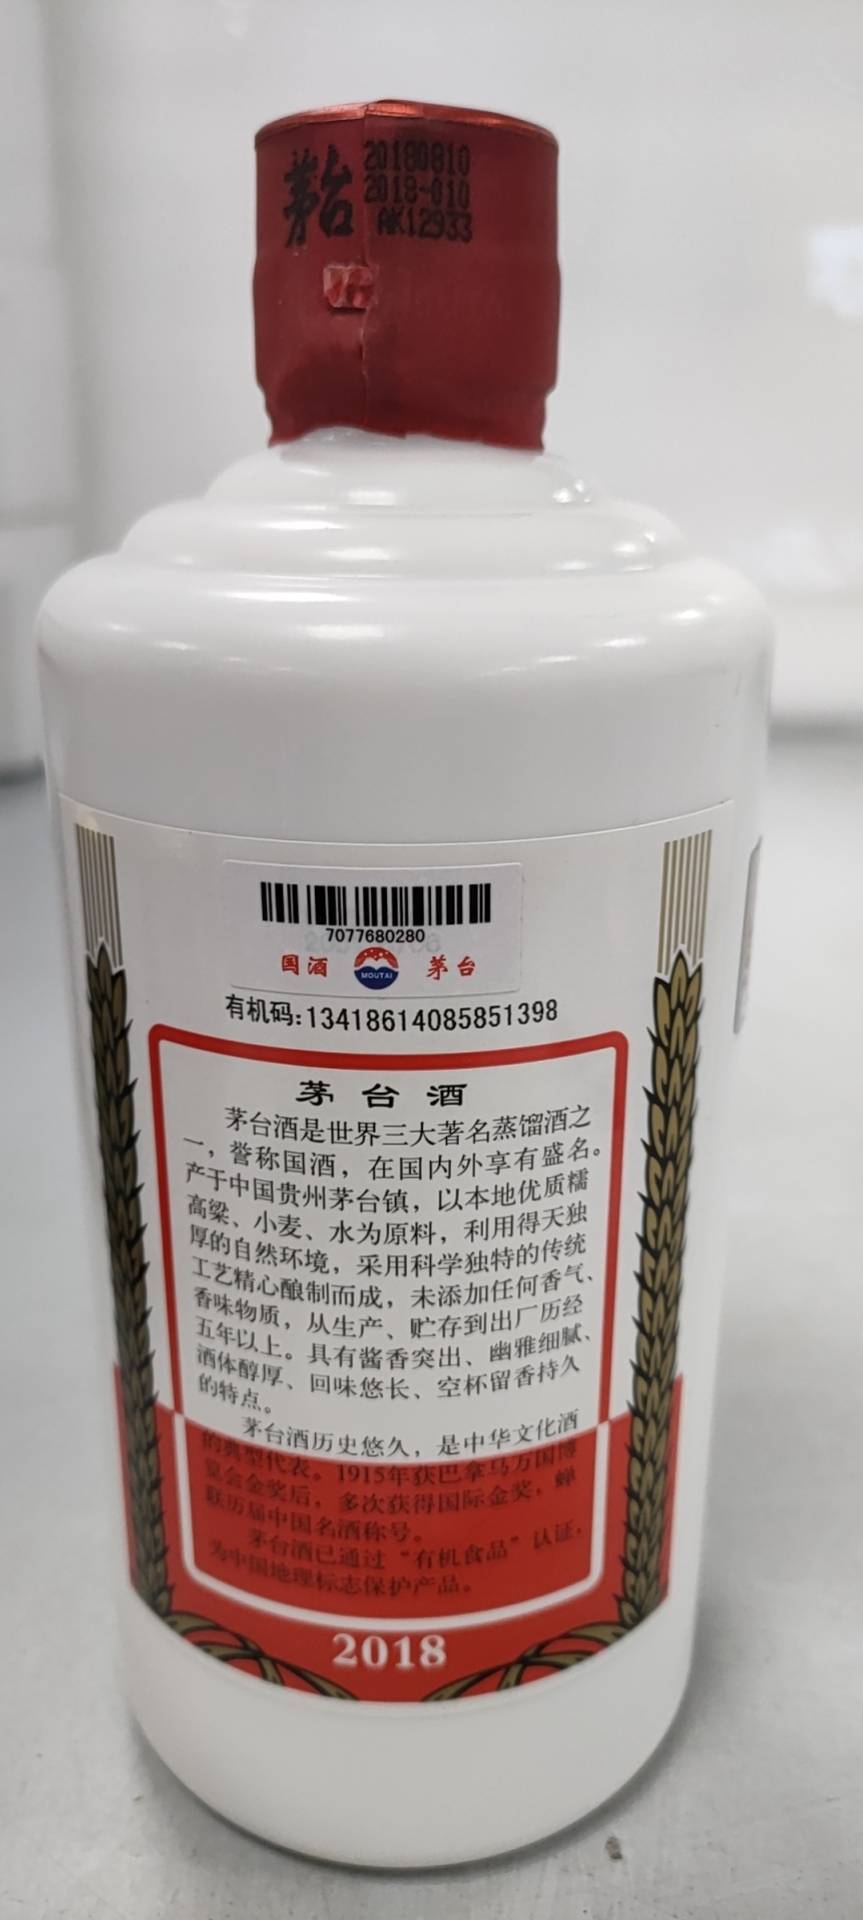 茅台
20180810
2018-010
AK12933
7077680280
国酒 MOUTAI 茅台
有机码:13418614085851398
茅台酒
茅台酒是世界三大著名蒸馏酒之
一，誉称国酒，在国内外享有盛名。
产于中国贵州茅台镇，以本地优质糯
高粱、小麦、水为原料，利用得天独
厚的自然环境，采用科学独特的传统
工艺精心酿制而成，未添加任何香气、
香味物质，从生产、贮存到出厂历经
五年以上。具有酱香突出、幽雅细腻、
酒体醇厚、回味悠长、空杯留香持久
的特点。
茅台酒历史悠久，是中华文化酒
的典型代表。1915年获巴拿马万国博
览会金奖后，多次获得国际金奖，蝉
联历届中国名酒称号。
茅台酒已通过“有机食品”认证，
为中国地理标志保护产品。
2018